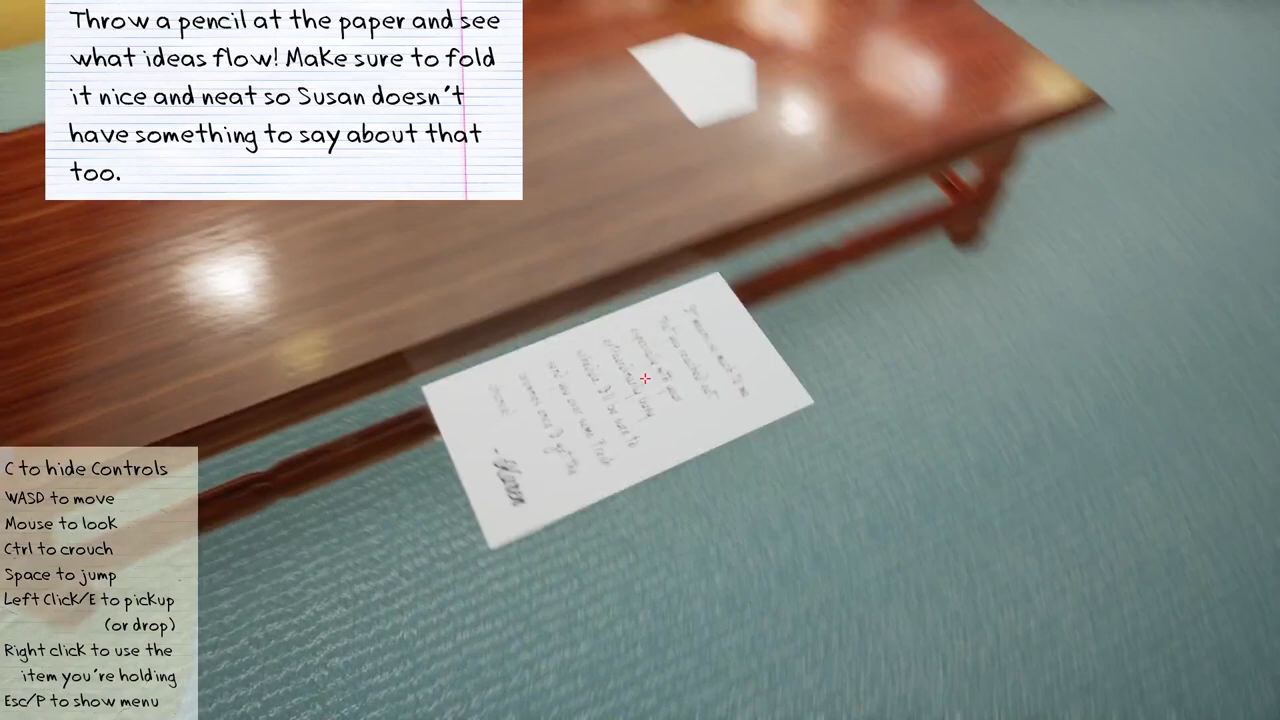 Throw a pencil at the paper and see
what ideas flow! Make sure to fold
it nice and neat so Susan doesn't
have something to say about that
too.
C to hide Controls
WASD to move
Mouse to look
Ctrl to crouch
Space to jump
Left Click/E to pickup
(or drop)
Right click to use the
item you're holding
Esc/P to show menu